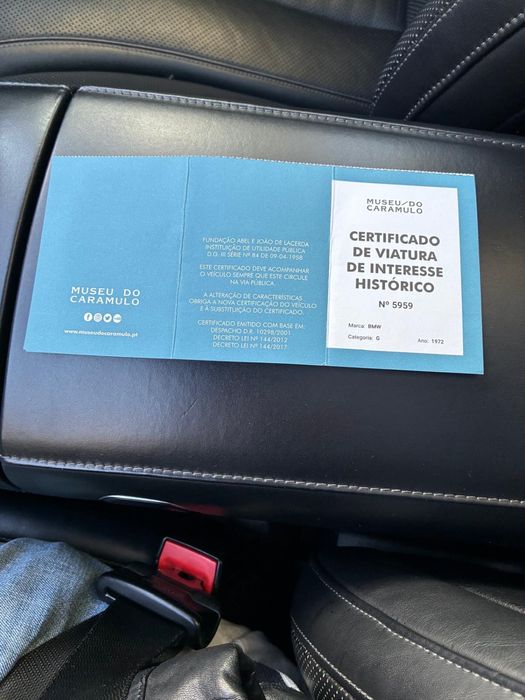 MUSEU DO
CARAMULO
www.museudocaramulo.pt
FUNDAÇÃO ABEL E JOÃO DE LACERDA
INSTITUIÇÃO DE UTILIDADE PÚBLICA
D.G. III SÉRIE Nº 84 DE 09-04-1958
ESTE CERTIFICADO DEVE ACOMPANHAR
O VEÍCULO SEMPRE QUE ESTE CIRCULE
NA VIA PÚBLICA.
A ALTERAÇÃO DE CARACTERÍSTICAS
OBRIGA A NOVA CERTIFICAÇÃO DO VEÍCULO
E À SUBSTITUIÇÃO DO CERTIFICADO.
CERTIFICADO EMITIDO COM BASE EM:
DESPACHO D.R. 10298/2001
DECRETO LEI Nº 144/2012
DECRETO LEI Nº 144/2017
MUSEU/DO
CARAMULO
CERTIFICADO
DE VIATURA
DE INTERESSE
HISTÓRICO
Nº 5959
Marca: BMW
Categoria: G Ano: 1972